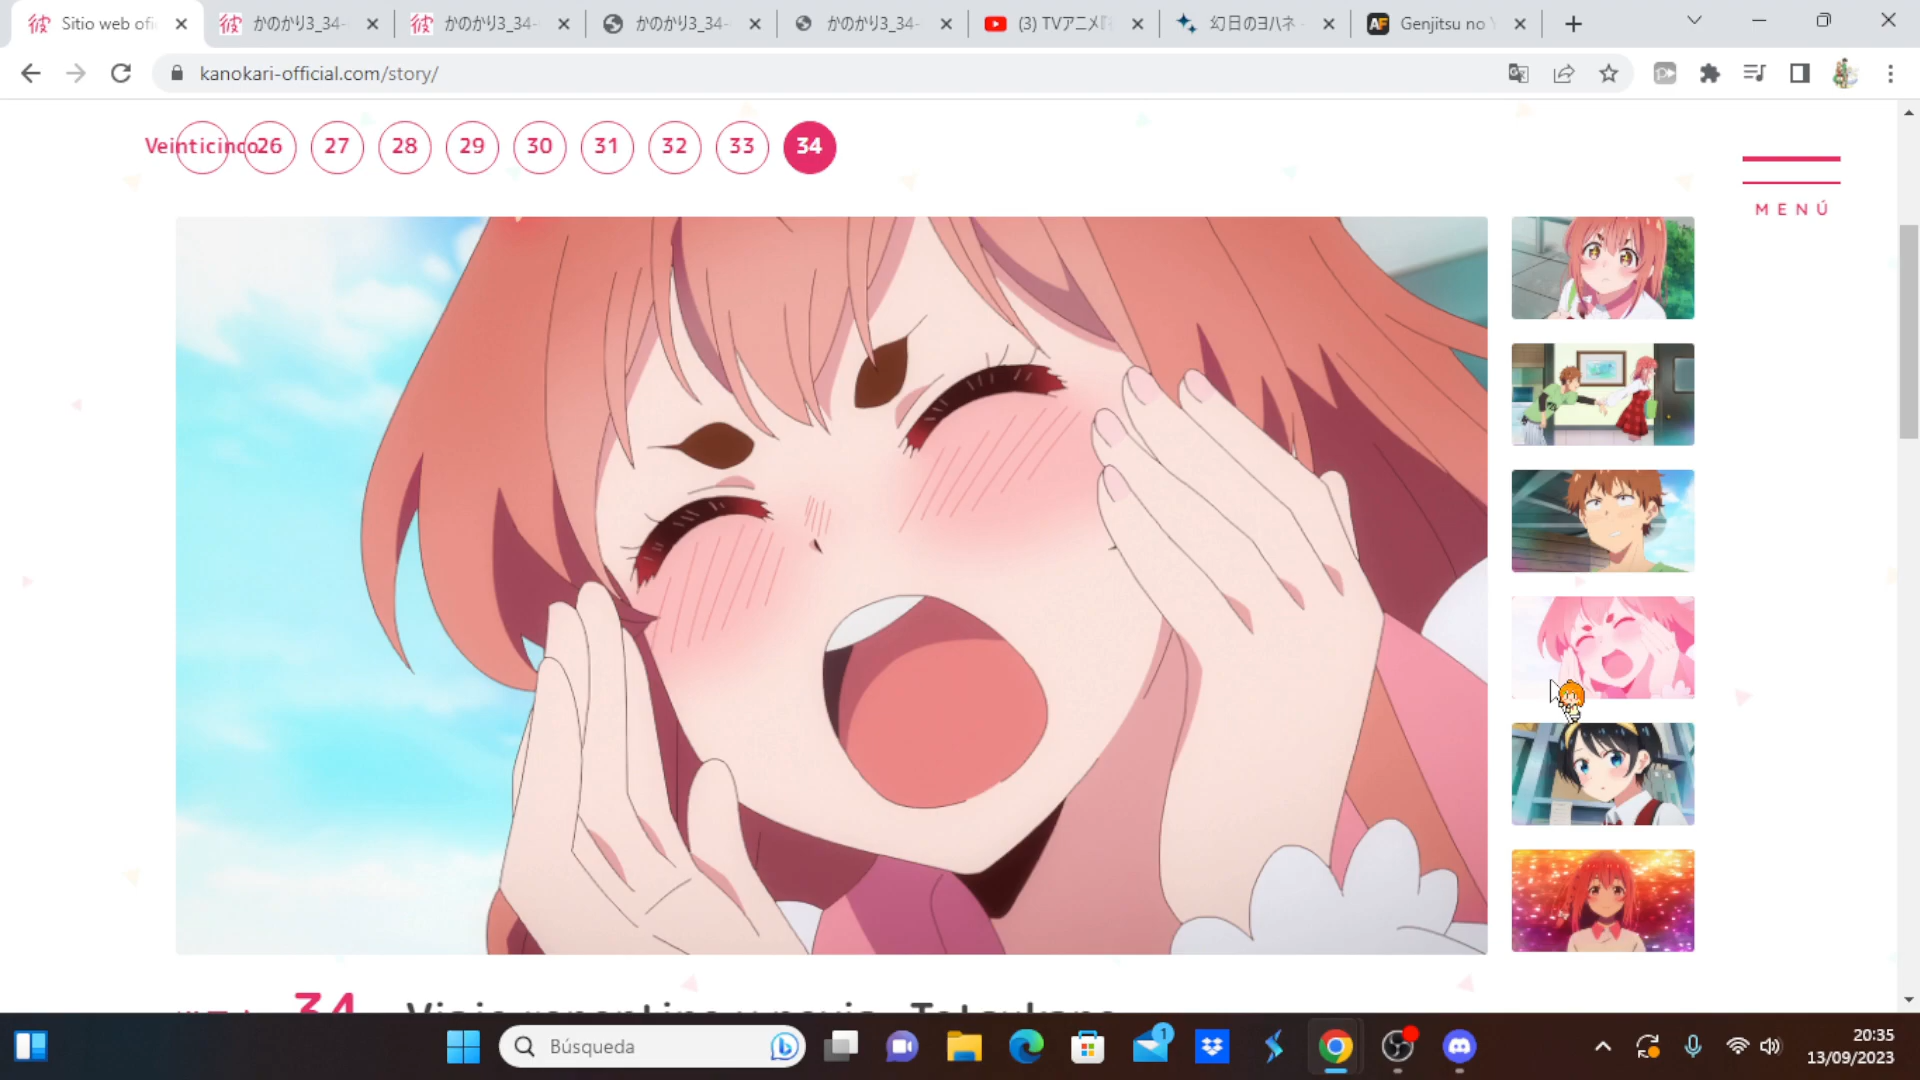 Sitio web ofi
かのかり3_34-
かのかり3_34-
かのかり3_34-
かのかり3_34-
(3) TVアニメ『
幻日のヨハネ
Genjitsu no Y
kanokari-official.com/story/
Veinticinco 26 27 28 29 30 31 32 33 34
MENÚ
34
Búsqueda
1
20:35
13/09/2023